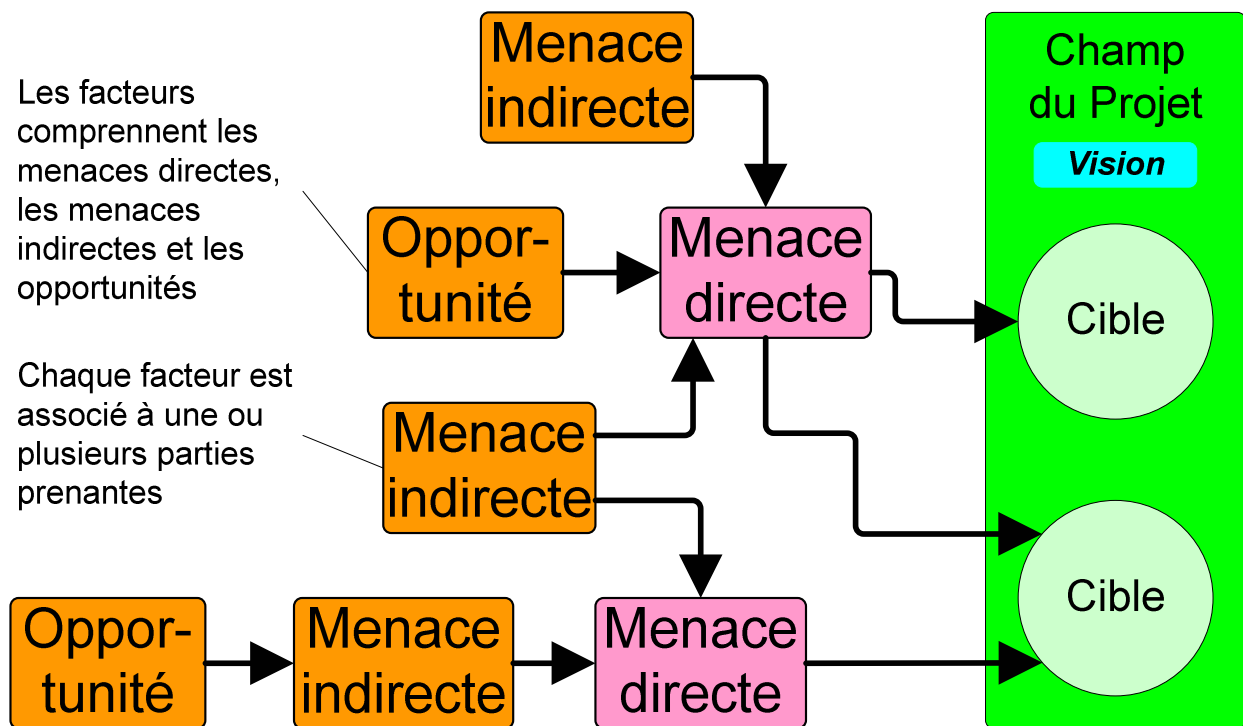 Menace
indirecte
Champ
du Projet
Vision
Les facteurs
comprennent les
menaces directes,
les menaces
indirectes et les
opportunités
Oppor-
tunité
Menace
directe
Cible
Chaque facteur est
associé à une ou
plusieurs parties
prenantes
Menace
indirecte
Cible
Oppor-
tunité
Menace
indirecte
Menace
directe